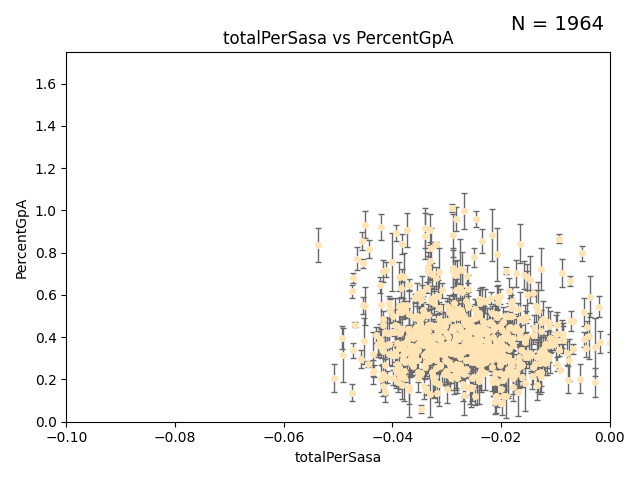 N = 1964
totalPerSasa vs PercentGpA
1.6
1.4
1.2
1.0
0.8
0.6
0.4
0.2
0.0
PercentGpA
−0.10 −0.08 −0.06 −0.04 −0.02 0.00
totalPerSasa